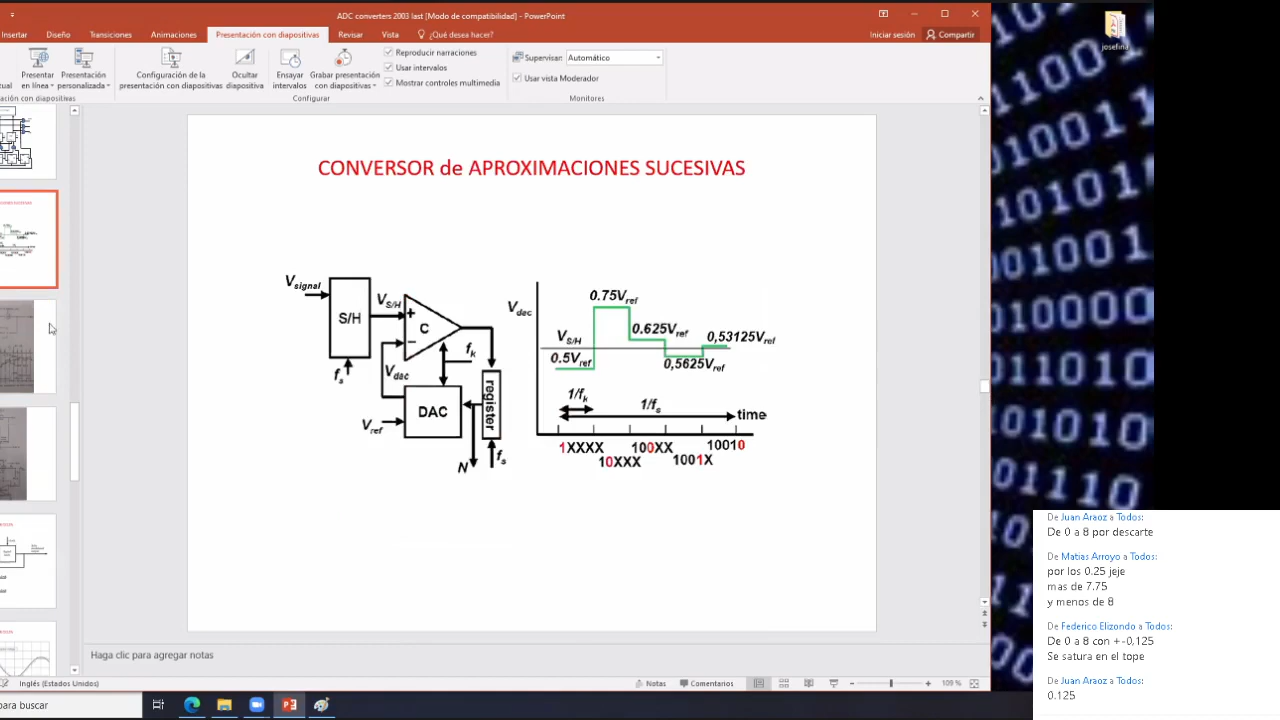 ADC converters 2003 last [Modo de compatibilidad] - PowerPoint
Insertar Diseño Transiciones Animaciones Presentación con diapositivas Revisar Vista ¿Qué desea hacer? Iniciar sesión Compartir
Presentar en línea
Presentación personalizada
Configuración de la presentación con diapositivas
Ocultar diapositiva
Ensayar intervalos
Grabar presentación con diapositivas
Reproducir narraciones
Usar intervalos
Mostrar controles multimedia
Supervisar: Automático
Usar vista Moderador
Configurar
Monitores
josefina
CONVERSOR de APROXIMACIONES SUCESIVAS
Vsignal
S/H
VS/H
+
C
−
fk
fs
Vdac
DAC
register
Vref
N
fs
Vdac
0.75Vref
VS/H
0.625Vref
0,53125Vref
0.5Vref
0,5625Vref
1/fk
1/fs
time
1XXXX
10XXX
100XX
1001X
10010
Haga clic para agregar notas
Inglés (Estados Unidos)
Notas Comentarios 109 %
para buscar
De Juan Araoz a Todos:
De 0 a 8 por descarte
De Matias Arroyo a Todos:
por los 0.25 jeje
mas de 7.75
y menos de 8
De Federico Elizondo a Todos:
De 0 a 8 con +-0,125
Se satura en el tope
De Juan Araoz a Todos:
0.125